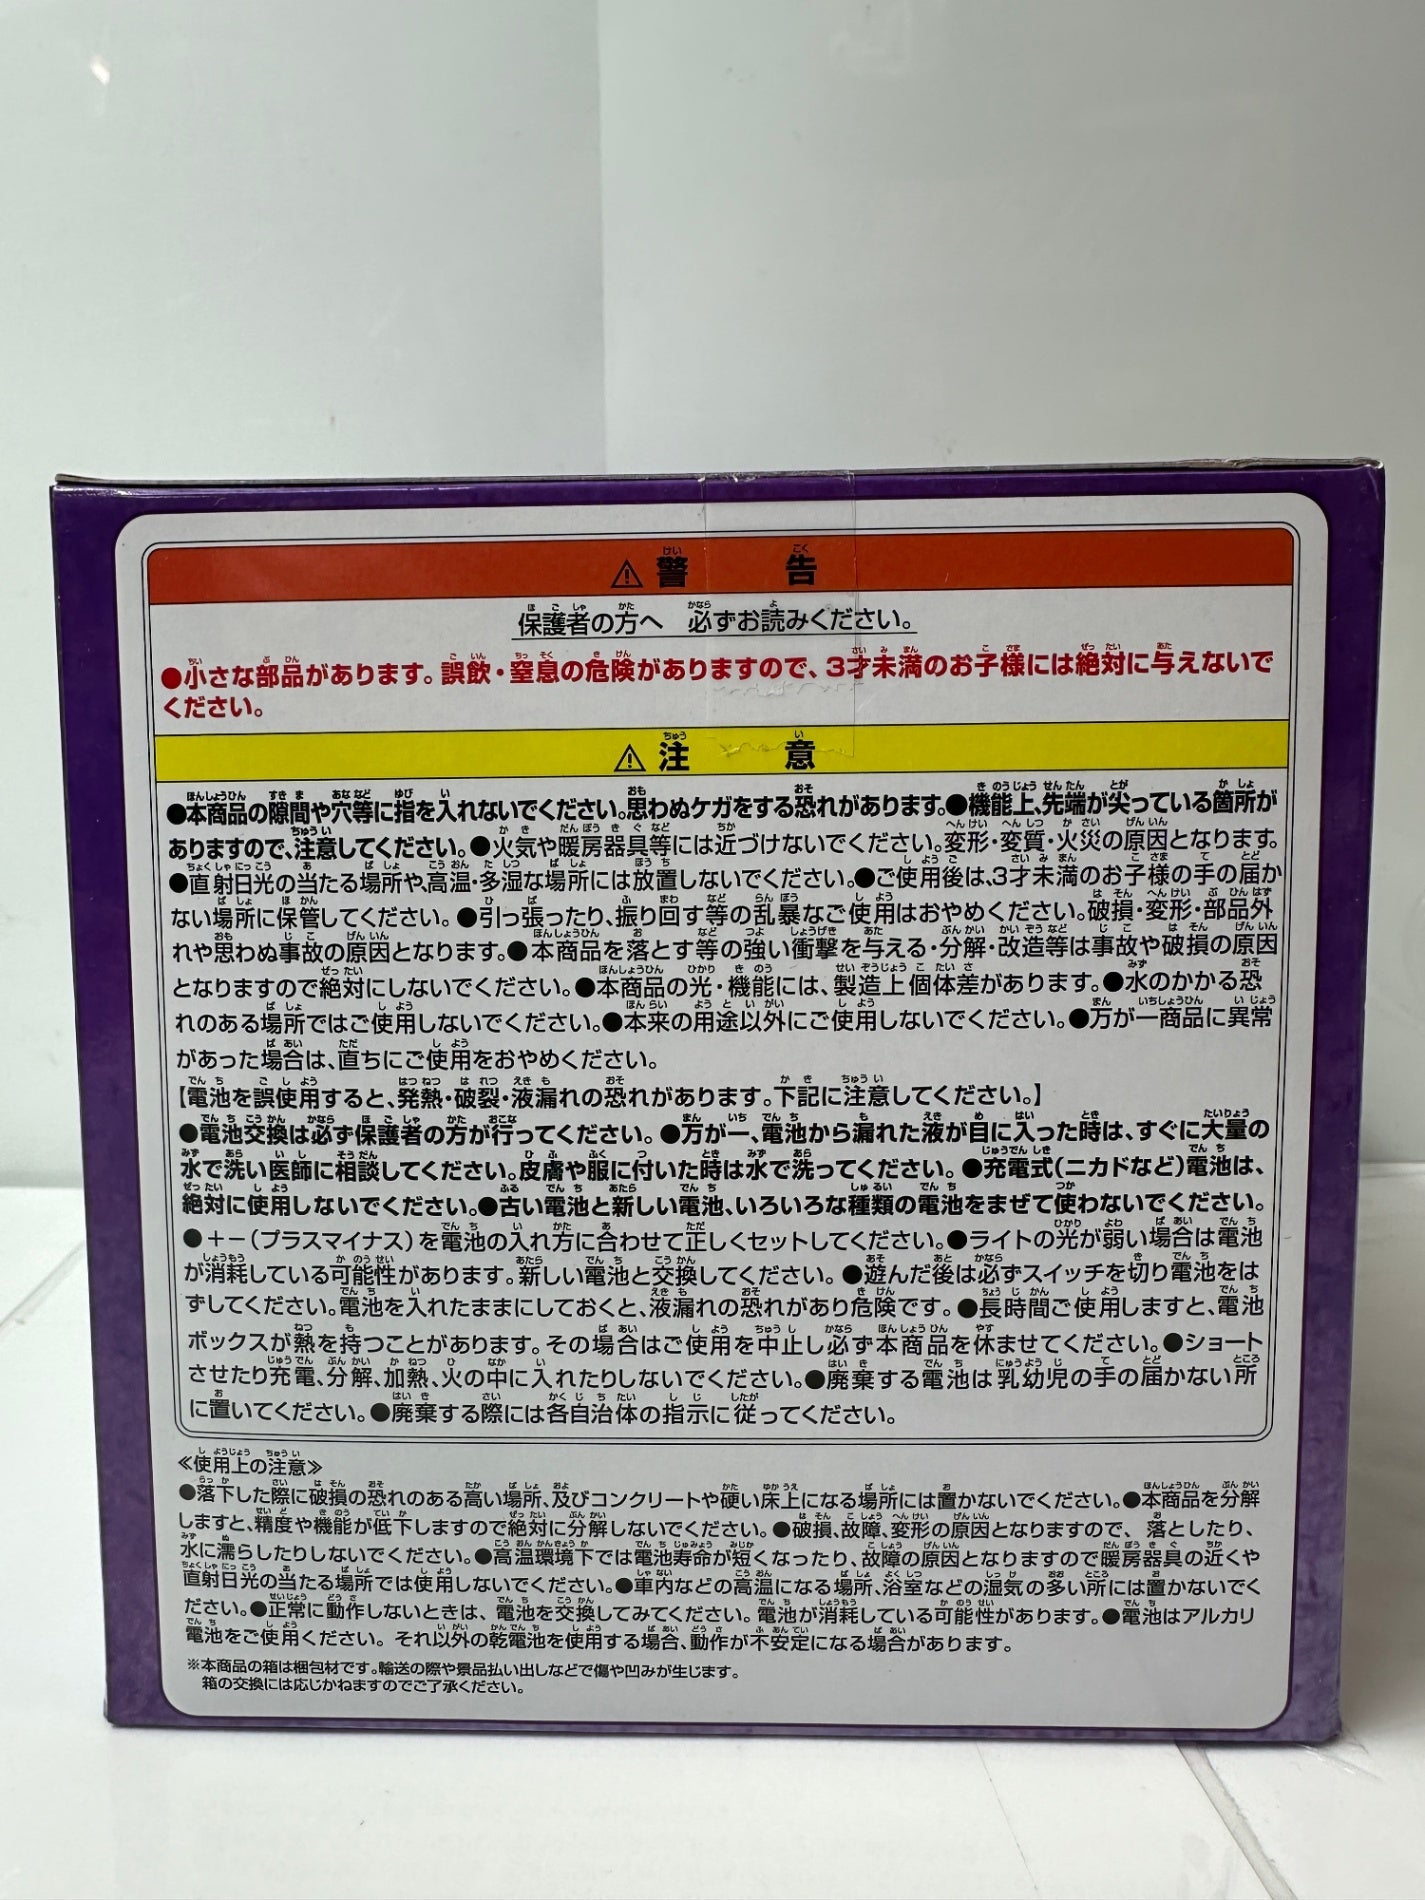 ⚠警告
保護者の方へ 必ずお読みください。
●小さな部品があります。誤飲・窒息の危険がありますので、3才未満のお子様には絶対に与えないで
ください。
⚠注意
●本商品の隙間や穴等に指を入れないでください。思わぬケガをする恐れがあります。●機能上、先端が尖っている箇所が
ありますので、注意してください。●火気や暖房器具等には近づけないでください。変形・変質・火災の原因となります。
●直射日光の当たる場所や、高温・多湿な場所には放置しないでください。●ご使用後は、3才未満のお子様の手の届か
ない場所に保管してください。●引っ張ったり、振り回す等の乱暴なご使用はおやめください。破損・変形・部品外
れや思わぬ事故の原因となります。●本商品を落とす等の強い衝撃を与える・分解・改造等は事故や破損の原因
となりますので絶対にしないでください。●本商品の光・機能には、製造上個体差があります。●水のかかる恐
れのある場所ではご使用しないでください。●本来の用途以外にご使用しないでください。●万が一商品に異常
があった場合は、直ちにご使用をおやめください。
【電池を誤使用すると、発熱・破裂・液漏れの恐れがあります。下記に注意してください。】
●電池交換は必ず保護者の方が行ってください。●万が一、電池から漏れた液が目に入った時は、すぐに大量の
水で洗い医師に相談してください。皮膚や服に付いた時は水で洗ってください。●充電式(ニカドなど)電池は、
絶対に使用しないでください。●古い電池と新しい電池、いろいろな種類の電池をまぜて使わないでください。
●＋－(プラスマイナス)を電池の入れ方に合わせて正しくセットしてください。●ライトの光が弱い場合は電池
が消耗している可能性があります。新しい電池と交換してください。●遊んだ後は必ずスイッチを切り電池をは
ずしてください。電池を入れたままにしておくと、液漏れの恐れがあり危険です。●長時間ご使用しますと、電池
ボックスが熱を持つことがあります。その場合はご使用を中止し必ず本商品を休ませてください。●ショート
させたり充電、分解、加熱、火の中に入れたりしないでください。●廃棄する電池は乳幼児の手の届かない所
に置いてください。●廃棄する際には各自治体の指示に従ってください。
≪使用上の注意≫
●落下した際に破損の恐れのある高い場所、及びコンクリートや硬い床上になる場所には置かないでください。●本商品を分解
しますと、精度や機能が低下しますので絶対に分解しないでください。●破損、故障、変形の原因となりますので、落としたり、
水に濡らしたりしないでください。●高温環境下では電池寿命が短くなったり、故障の原因となりますので暖房器具の近くや
直射日光の当たる場所では使用しないでください。●車内などの高温になる場所、浴室などの湿気の多い所には置かないでく
ださい。●正常に動作しないときは、電池を交換してみてください。電池が消耗している可能性があります。●電池はアルカリ
電池をご使用ください。それ以外の乾電池を使用する場合、動作が不安定になる場合があります。
※本商品の箱は梱包材です。輸送の際や景品払い出しなどで傷や凹みが生じます。
箱の交換には応じかねますのでご了承ください。